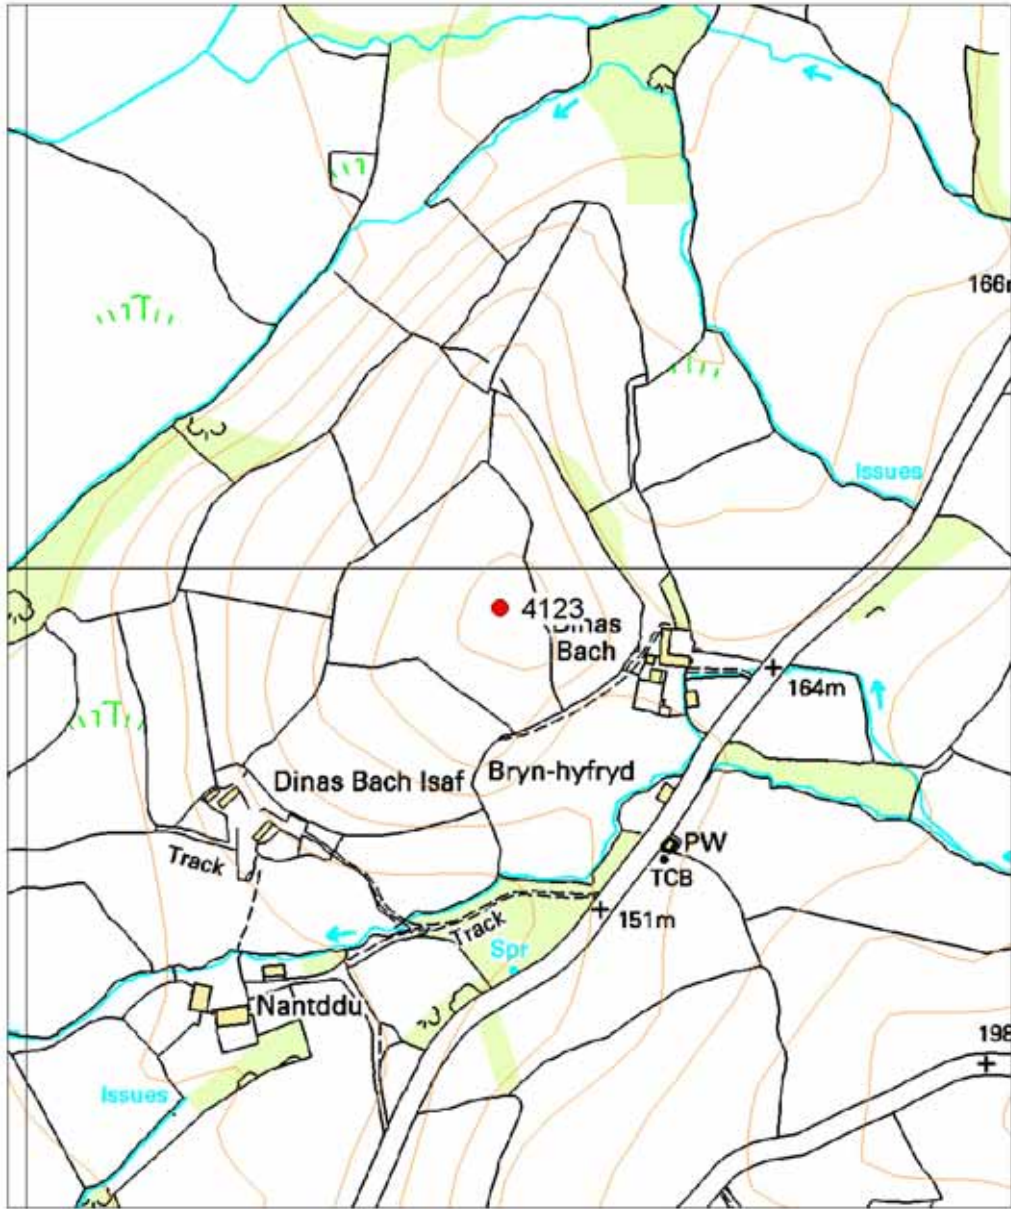 166m
Issues
4123
Dinas
Bach
164m
Dinas Bach Isaf
Bryn-hyfryd
Track
PW
TCB
151m
Track
Spr
Nantddu
198
Issues